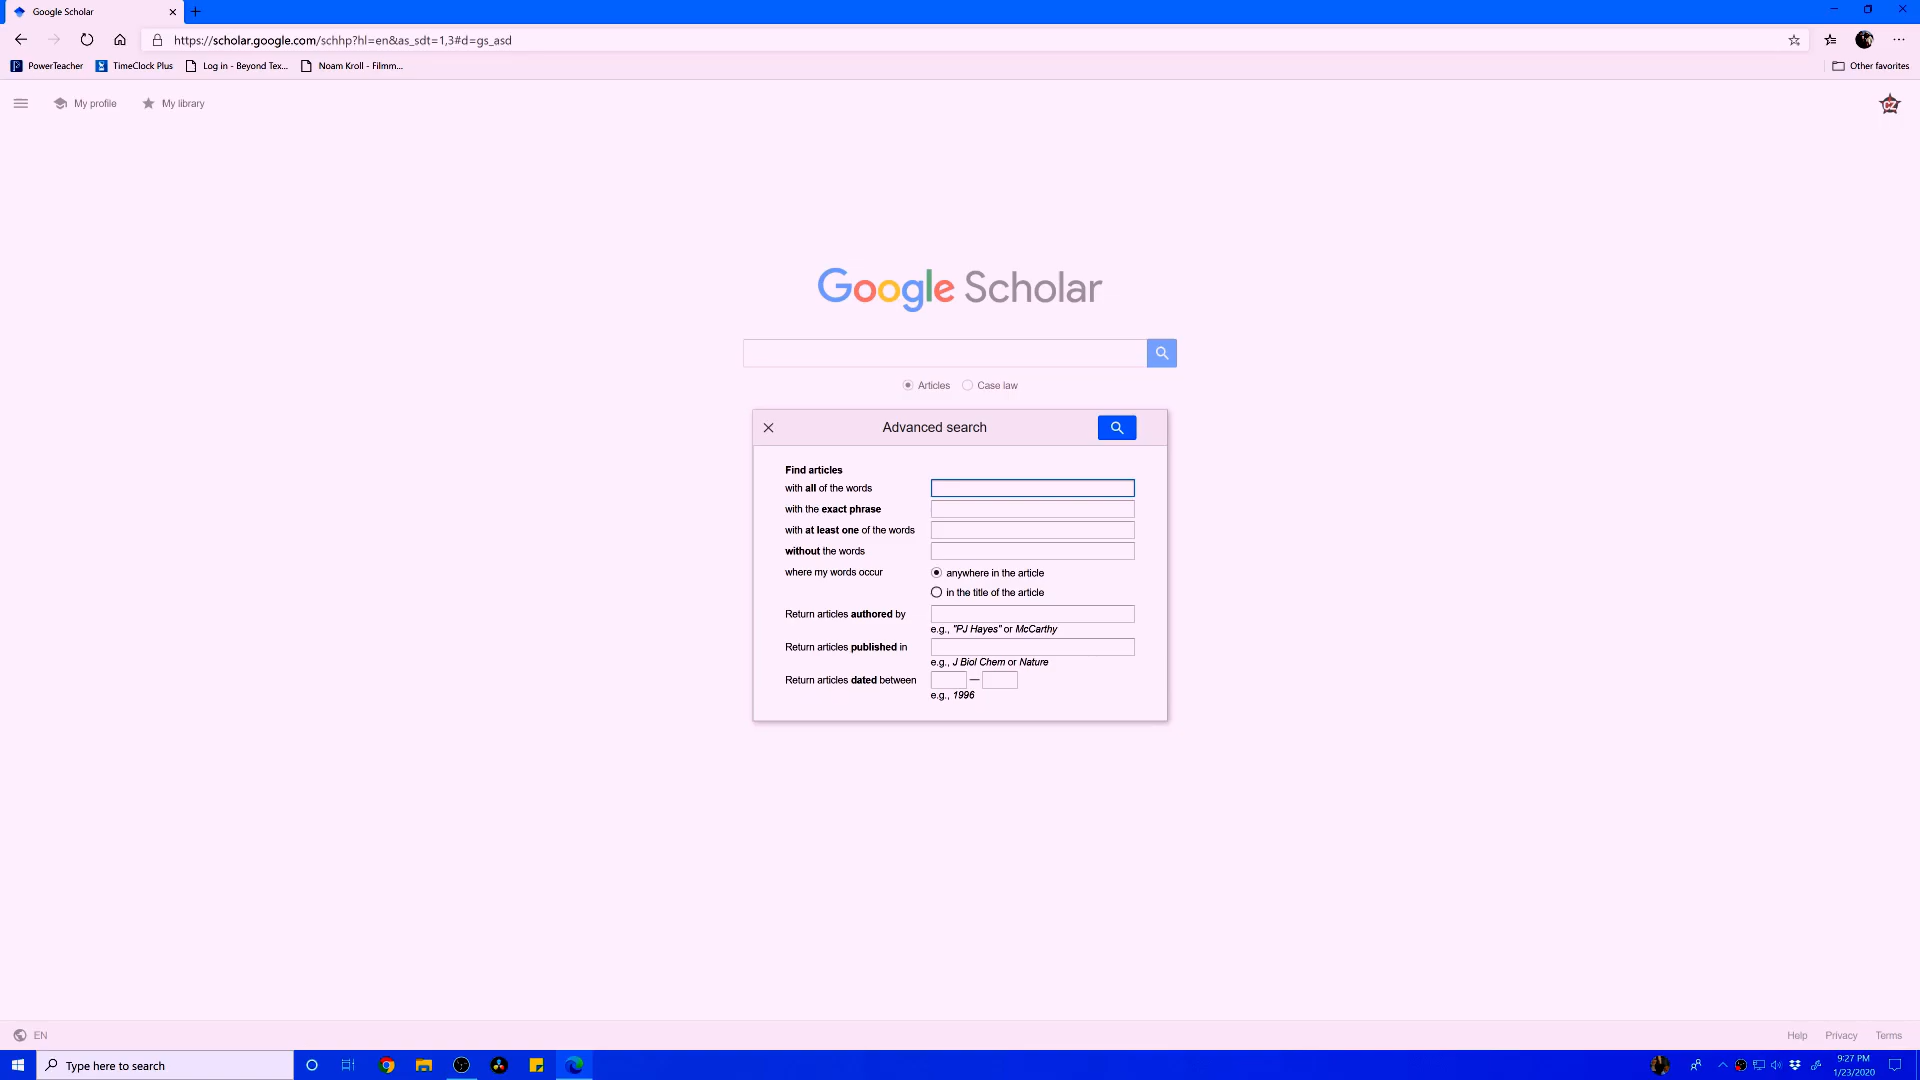 Google Scholar
https://scholar.google.com/schhp?hl=en&as_sdt=1,3#d=gs_asd
PowerTeacher TimeClock Plus Log in - Beyond Tex... Noam Kroll - Filmm... Other favorites
My profile My library
CZ
Google Scholar
Articles Case law
Advanced search
Find articles
with all of the words
with the exact phrase
with at least one of the words
without the words
where my words occur anywhere in the article
in the title of the article
Return articles authored by
e.g., "PJ Hayes" or McCarthy
Return articles published in
e.g., J Biol Chem or Nature
Return articles dated between —
e.g., 1996
EN Help Privacy Terms
Type here to search
9:27 PM
1/23/2020